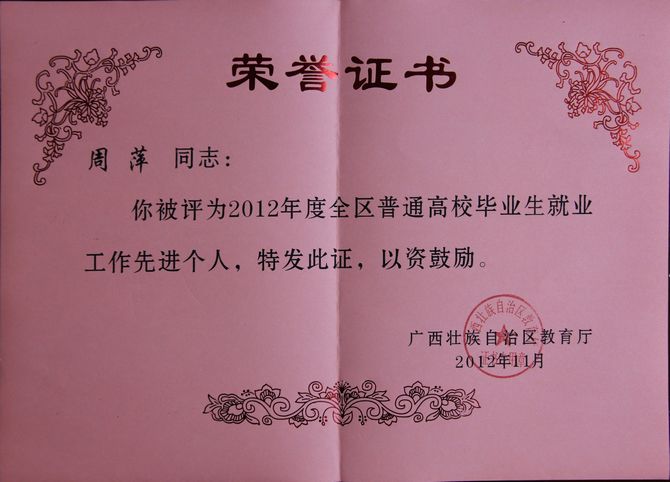 荣誉证书
周萍 同志：
你被评为2012年度全区普通高校毕业生就业
工作先进个人，特发此证，以资鼓励。
广西壮族自治区教育厅
2012年11月